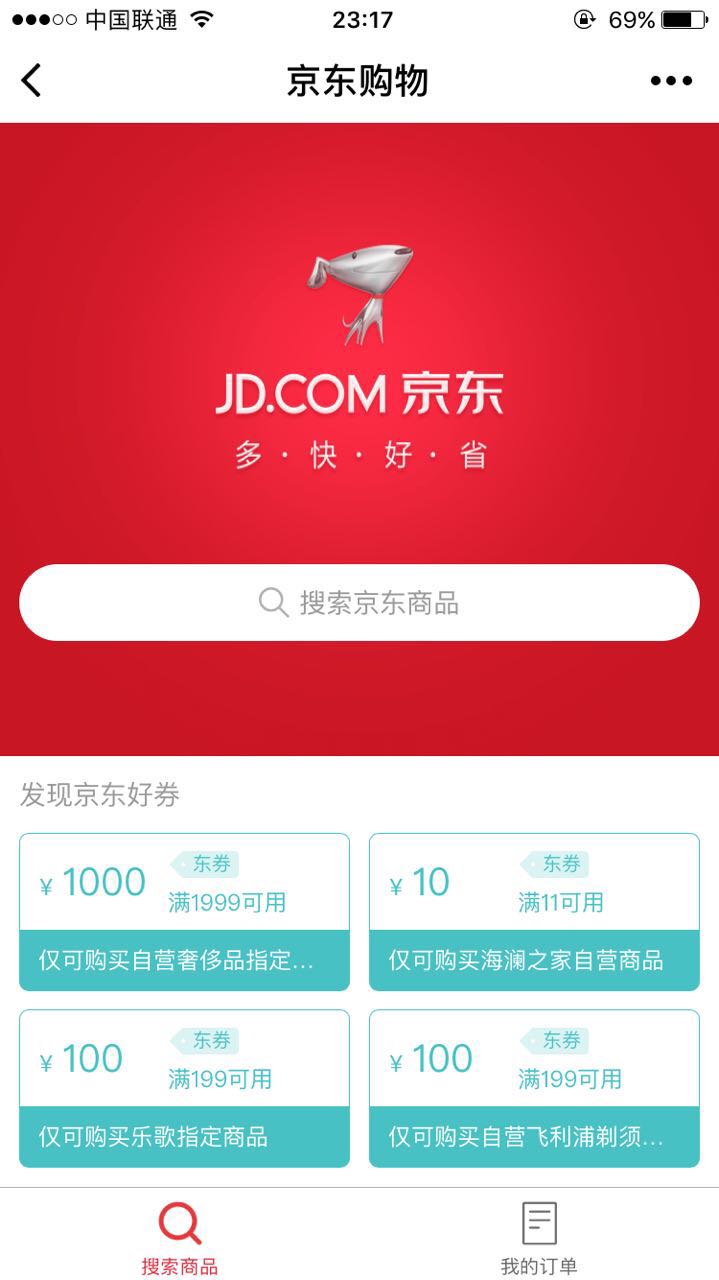 中国联通 23:17 69%
京东购物
JD.COM 京东
多·快·好·省
搜索京东商品
发现京东好券
¥ 1000 东券
满1999可用
仅可购买自营奢侈品指定...
¥ 10 东券
满11可用
仅可购买海澜之家自营商品
¥ 100 东券
满199可用
仅可购买乐歌指定商品
¥ 100 东券
满199可用
仅可购买自营飞利浦剃须...
搜索商品 我的订单